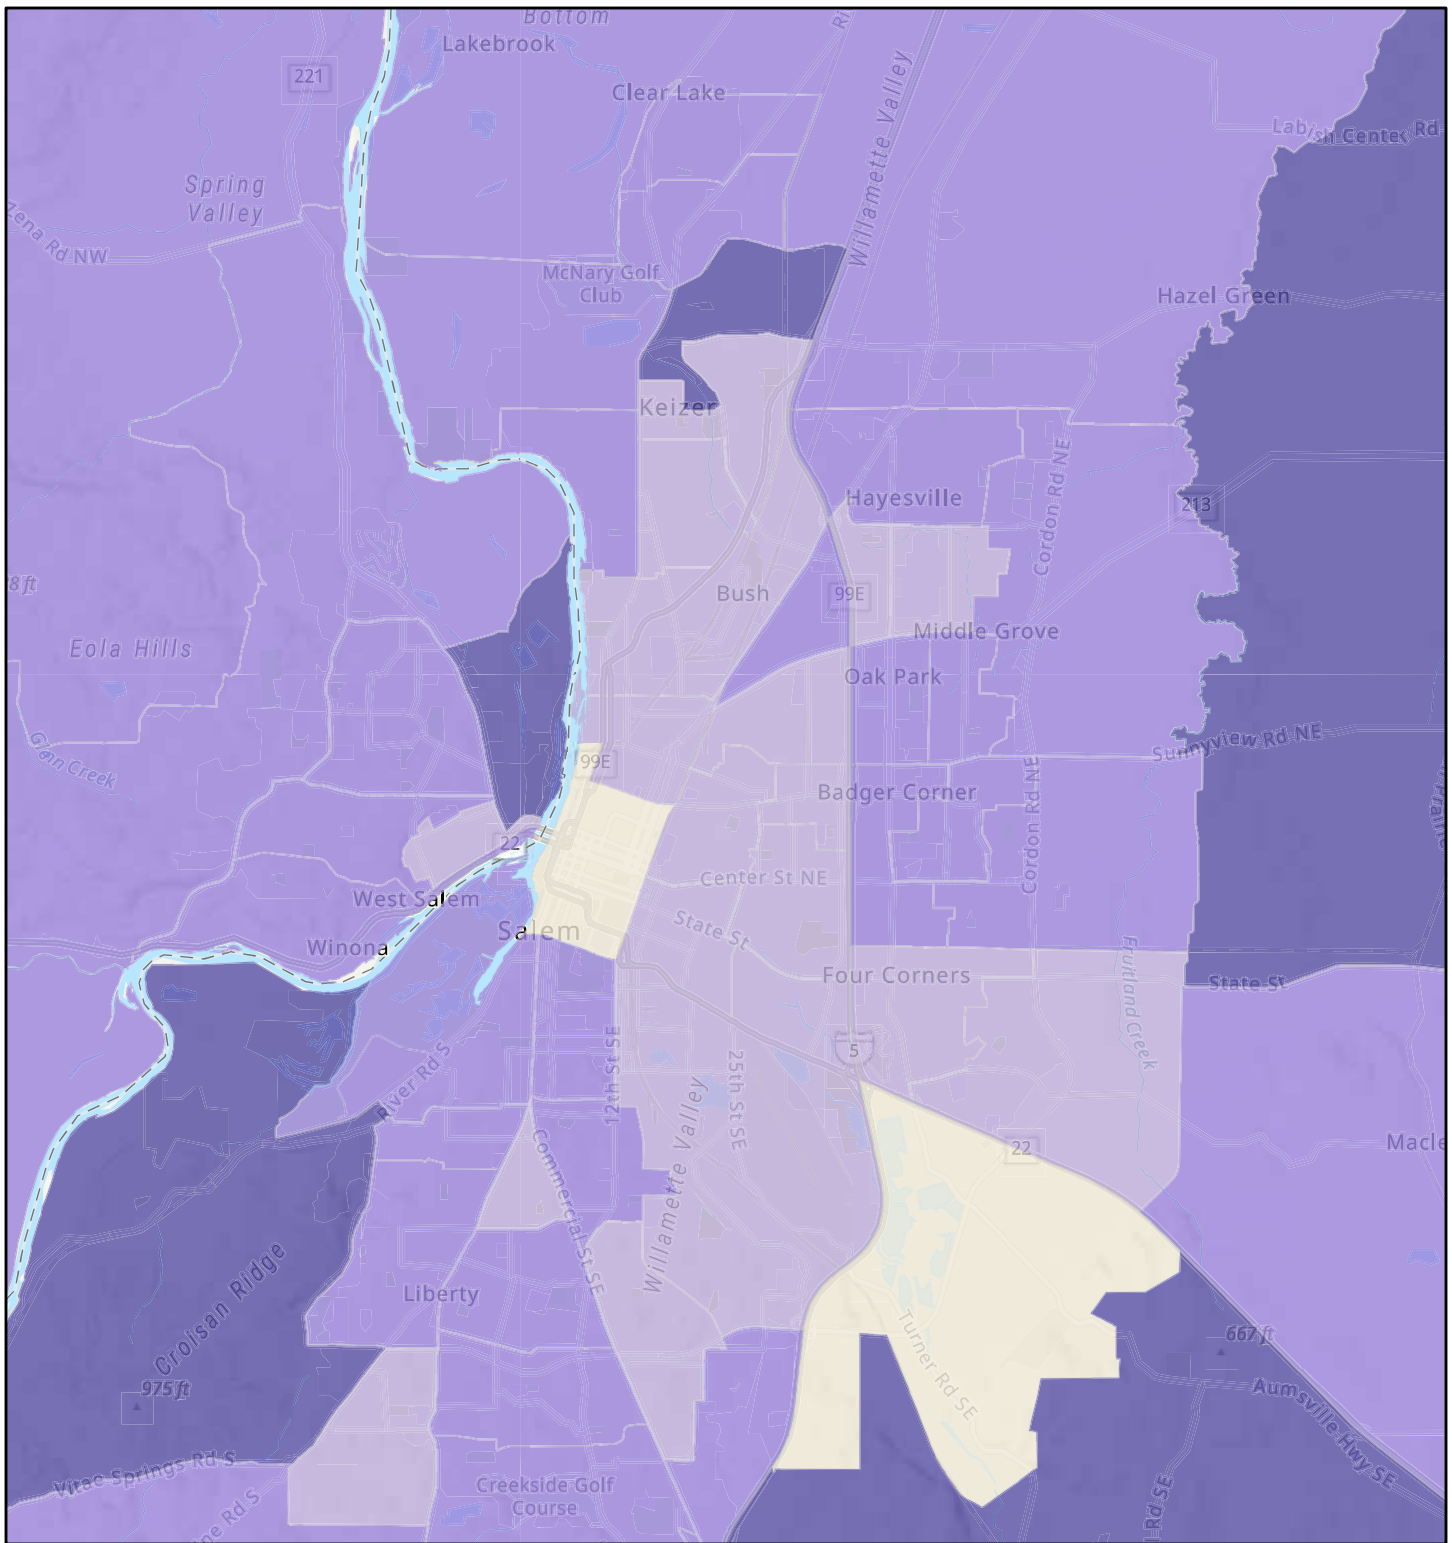 Bottom
Lakebrook
221
Clear Lake
Willamette Valley
Labish Center Rd
Spring
Valley
Zena Rd NW
McNary Golf
Club
Hazel Green
Keizer
Cordon Rd NE
Hayesville
213
8 ft
Bush
99E
Middle Grove
Eola Hills
Oak Park
Glenn Creek
Sunnyview Rd NE
99E
Badger Corner
Cordon Rd NE
22
Center St NE
West Salem
State St
Salem
Winona
Fruitland Creek
Four Corners
State St
5
12th St SE
25th St SE
River Rd S
Willamette Valley
22
Macle
Commercial St SE
Croisan Ridge
Liberty
Turner Rd SE
667 ft
975 ft
Aumsville Hwy SE
Vitae Springs Rd S
Creekside Golf
Course
ine Rd S
l Rd SE